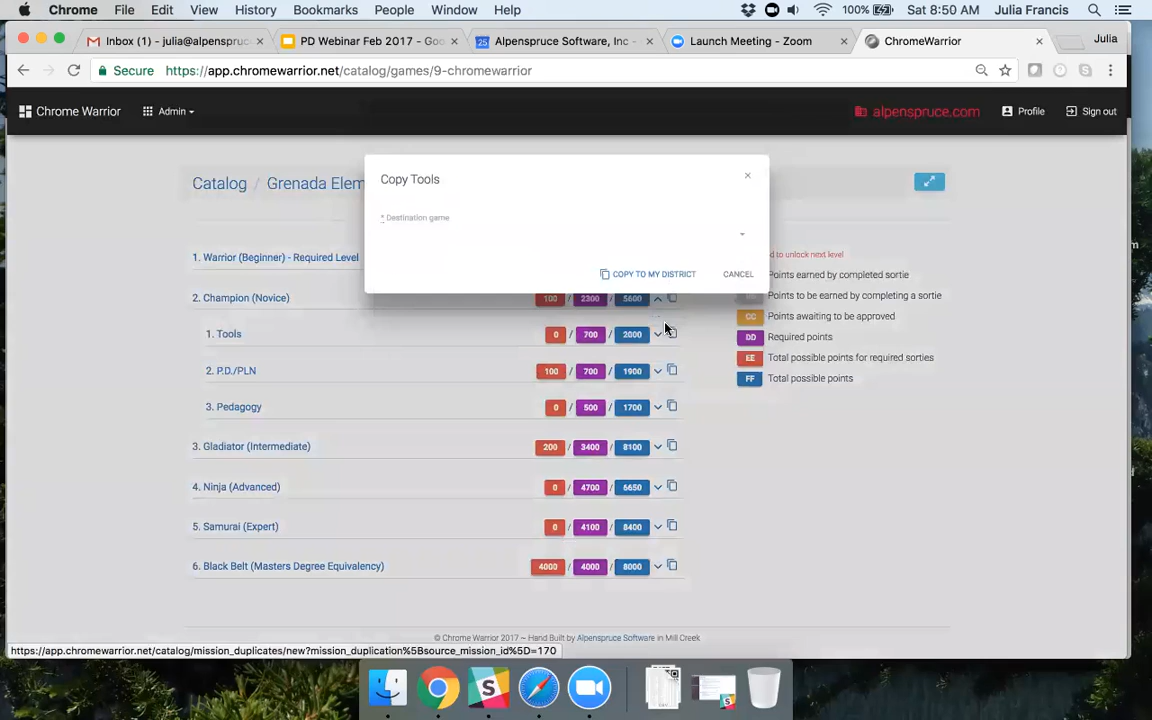 Chrome File Edit View History Bookmarks People Window Help 100% Sat 8:50 AM Julia Francis
Inbox (1) - julia@alpenspruc × PD Webinar Feb 2017 - Goo × 25 Alpenspruce Software, Inc - × Launch Meeting - Zoom × ChromeWarrior × Julia
Secure https://app.chromewarrior.net/catalog/games/9-chromewarrior
Chrome Warrior Admin alpenspruce.com Profile Sign out
Copy Tools ×
Catalog / Grenada Elem
* Destination game
1. Warrior (Beginner) - Required Level
d to unlock next level
COPY TO MY DISTRICT CANCEL
Points earned by completed sortie
2. Champion (Novice) 100 / 2300 / 5600
Points to be earned by completing a sortie
CC Points awaiting to be approved
1. Tools 0 / 700 / 2000
DD Required points
EE Total possible points for required sorties
2. P.D./PLN 100 / 700 / 1900
FF Total possible points
3. Pedagogy 0 / 500 / 1700
3. Gladiator (Intermediate) 200 / 3400 / 8100
4. Ninja (Advanced) 0 / 4700 / 6650
5. Samurai (Expert) 0 / 4100 / 8400
6. Black Belt (Masters Degree Equivalency) 4000 / 4000 / 8000
© Chrome Warrior 2017 ~ Hand Built by Alpenspruce Software in Mill Creek
https://app.chromewarrior.net/catalog/mission_duplicates/new?mission_duplication%5Bsource_mission_id%5D=170